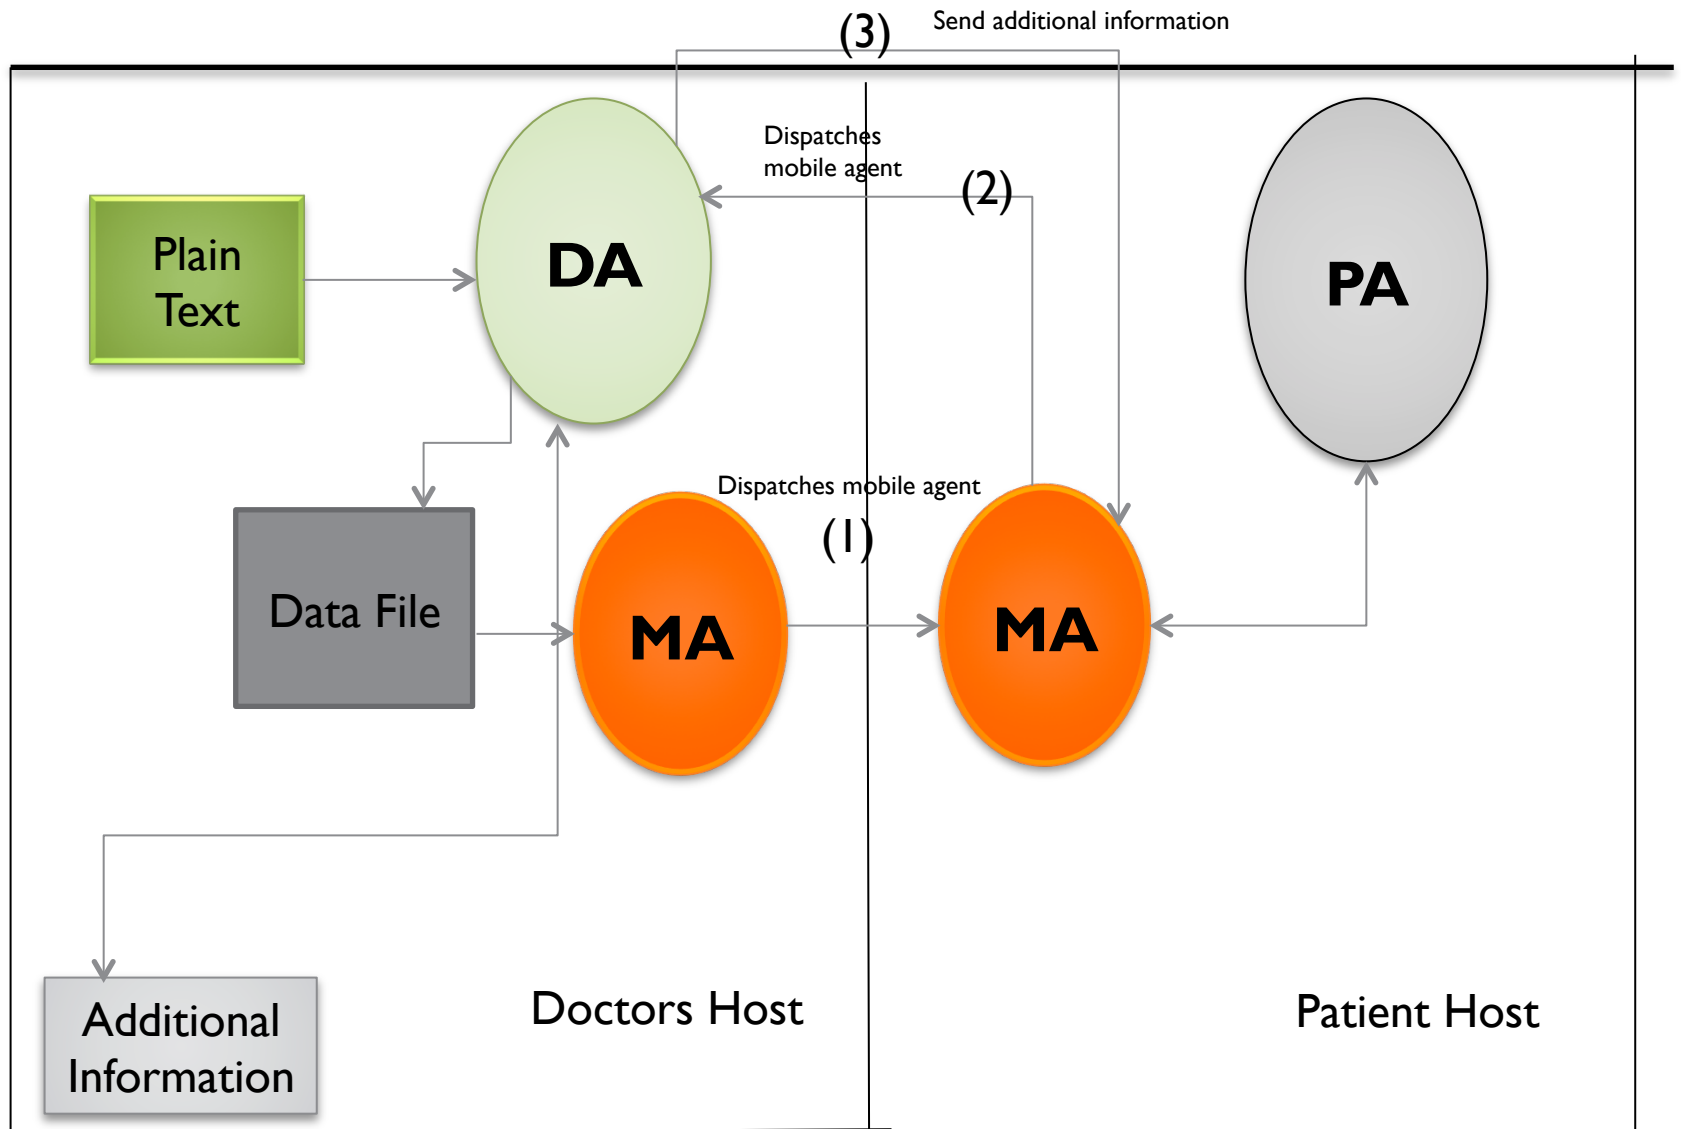 (3)
Send additional information
Dispatches
mobile agent
(2)
Plain
Text
DA
PA
Dispatches mobile agent
(1)
Data File
MA
MA
Doctors Host
Patient Host
Additional
Information